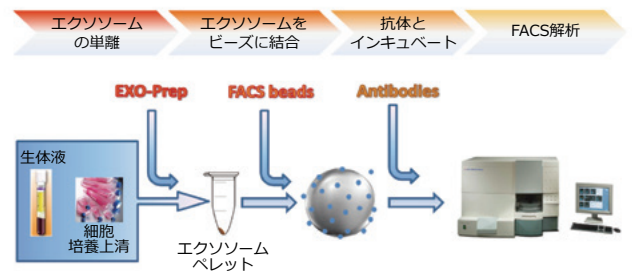 エクソソーム
の単離
エクソソームを
ビーズに結合
抗体と
インキュベート
FACS解析
EXO-Prep
FACS beads
Antibodies
生体液
細胞
培養上清
エクソソーム
ペレット